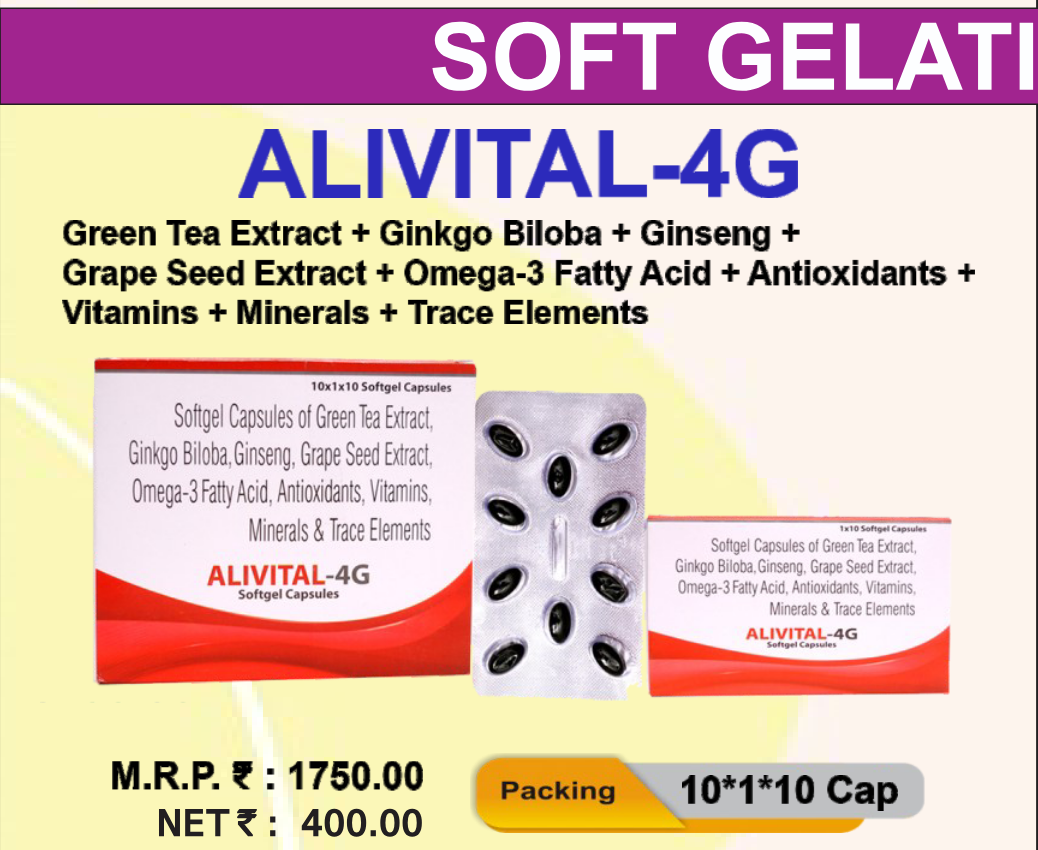 SOFT GELATI
ALIVITAL-4G
Green Tea Extract + Ginkgo Biloba + Ginseng +
Grape Seed Extract + Omega-3 Fatty Acid + Antioxidants +
Vitamins + Minerals + Trace Elements
10x1x10 Softgel Capsules
Softgel Capsules of Green Tea Extract,
Ginkgo Biloba, Ginseng, Grape Seed Extract,
Omega-3 Fatty Acid, Antioxidants, Vitamins,
Minerals & Trace Elements
ALIVITAL-4G
Softgel Capsules
1x10 Softgel Capsules
Softgel Capsules of Green Tea Extract,
Ginkgo Biloba, Ginseng, Grape Seed Extract,
Omega-3 Fatty Acid, Antioxidants, Vitamins,
Minerals & Trace Elements
ALIVITAL-4G
Softgel Capsules
M.R.P. ₹ : 1750.00
NET ₹ : 400.00
Packing 10*1*10 Cap